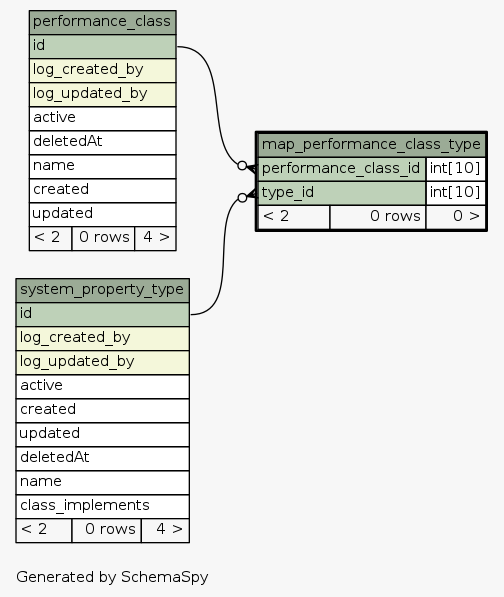 performance_class
id
log_created_by
log_updated_by
active
deletedAt
name
created
updated
< 2 0 rows 4 >
map_performance_class_type
performance_class_id int[10]
type_id int[10]
< 2 0 rows 0 >
system_property_type
id
log_created_by
log_updated_by
active
created
updated
deletedAt
name
class_implements
< 2 0 rows 4 >
Generated by SchemaSpy